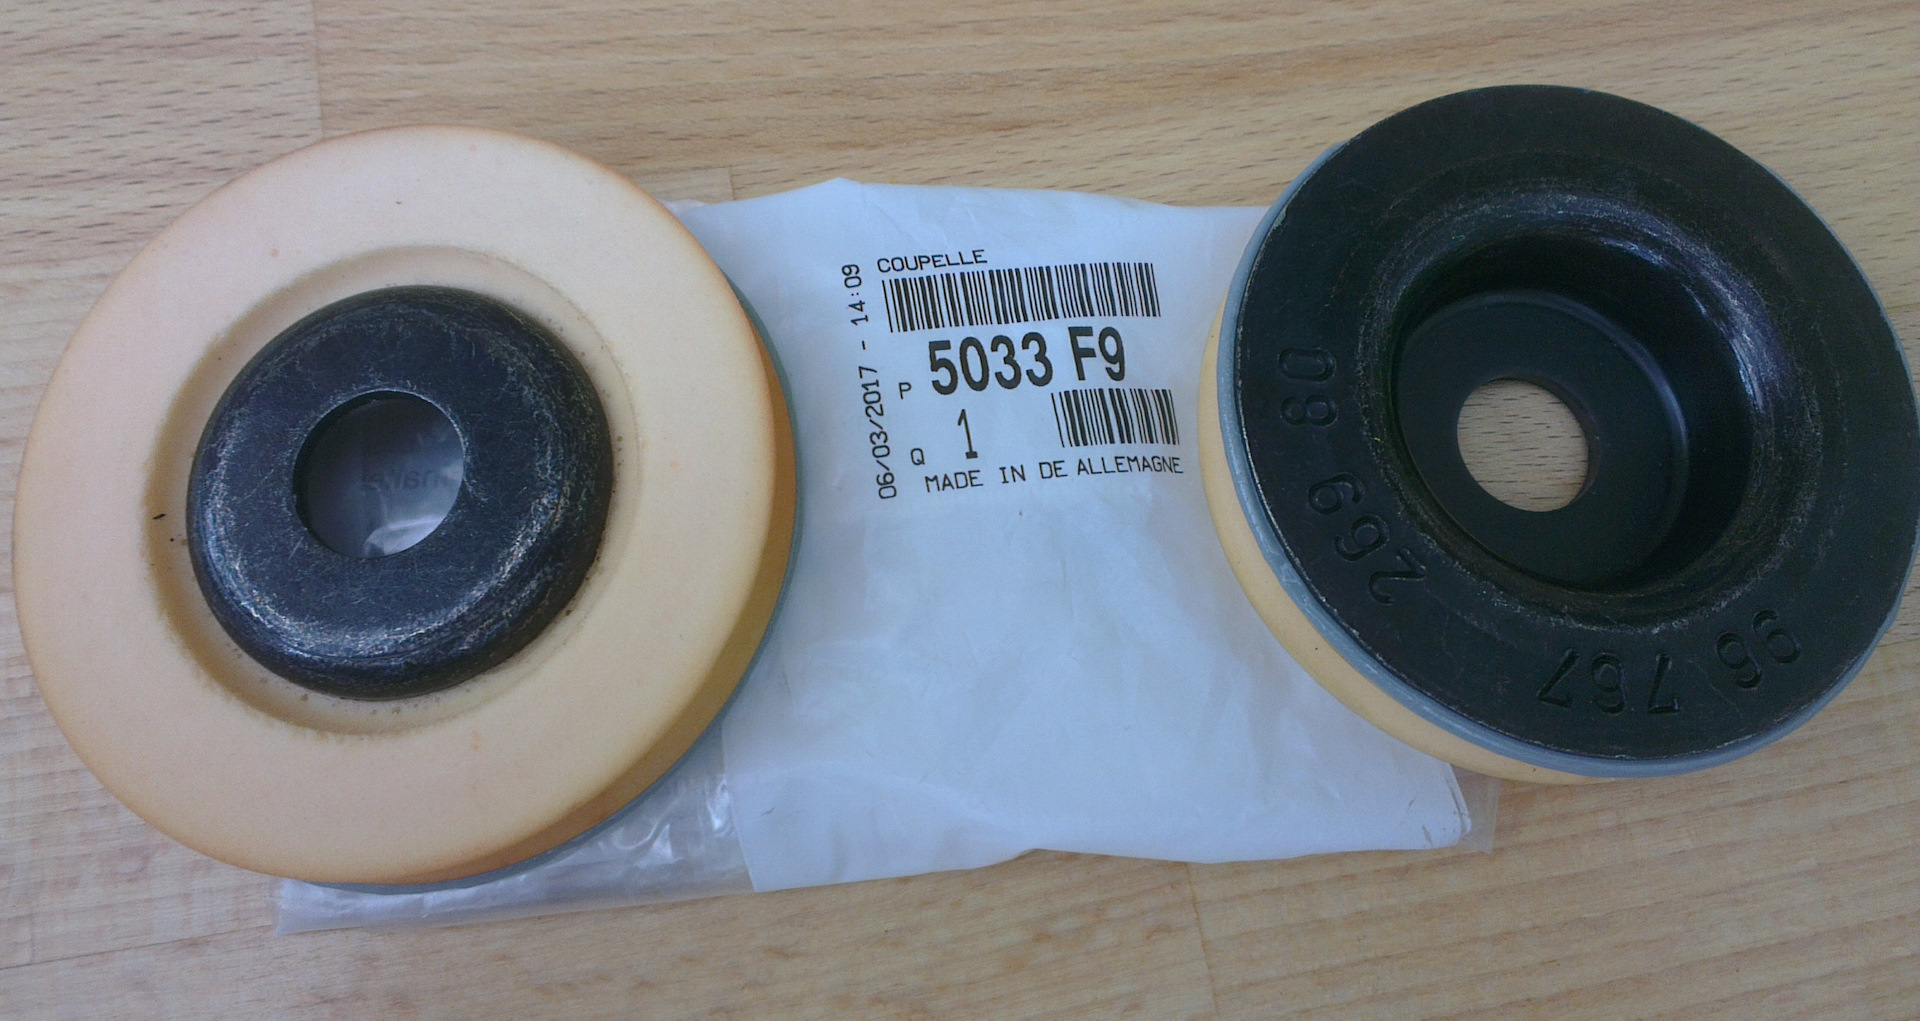 COUPELLE
06/03/2017 - 14:09
P 5033 F9
Q 1
MADE IN DE ALLEMAGNE
96 767 269 80